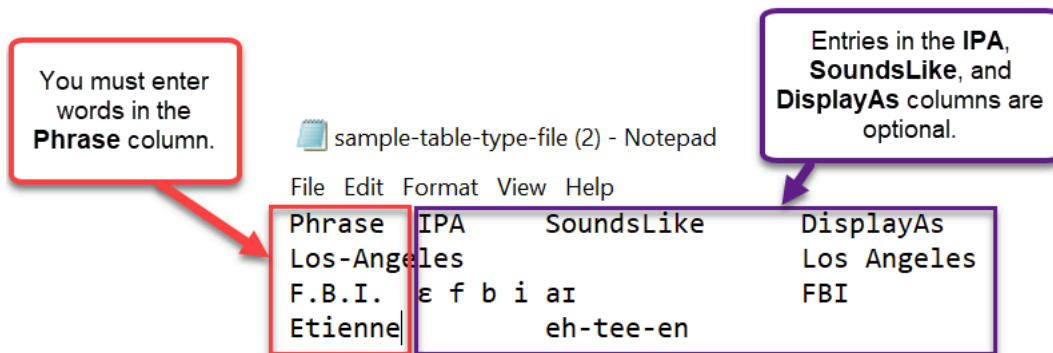 You must enter
words in the
Phrase column.
Entries in the IPA,
SoundsLike, and
DisplayAs columns are
optional.
sample-table-type-file (2) - Notepad
File Edit Format View Help
Phrase IPA SoundsLike DisplayAs
Los-Angeles Los Angeles
F.B.I. ɛ f b i aɪ FBI
Etienne eh-tee-en